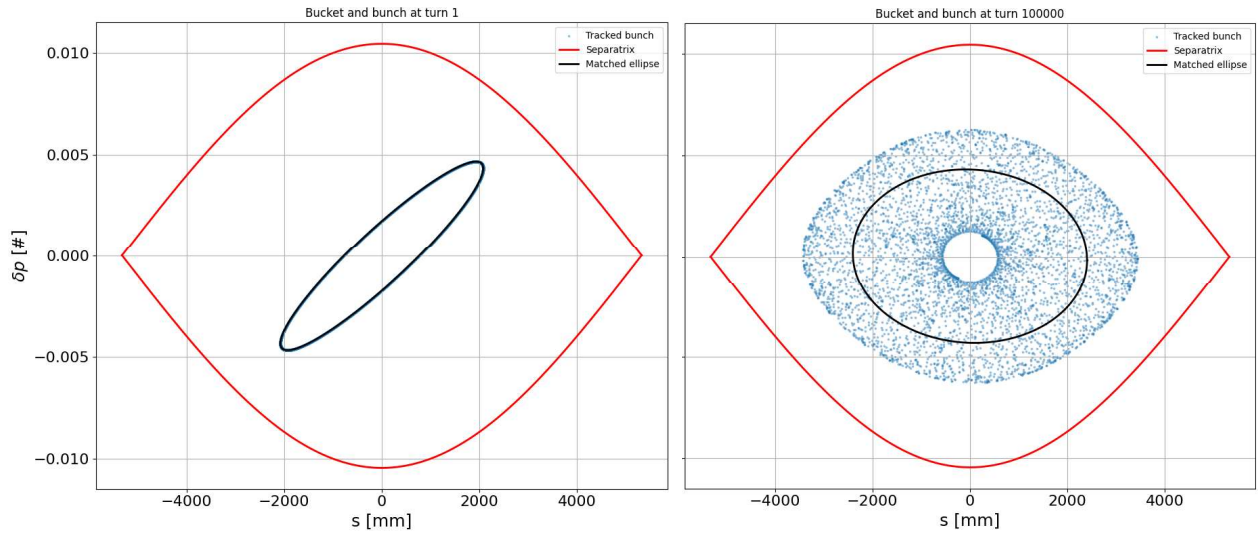 Bucket and bunch at turn 1
Tracked bunch
Separatrix
Matched ellipse
0.010
0.005
0.000
−0.005
−0.010
δp [#]
−4000 −2000 0 2000 4000
s [mm]
Bucket and bunch at turn 100000
Tracked bunch
Separatrix
Matched ellipse
−4000 −2000 0 2000 4000
s [mm]